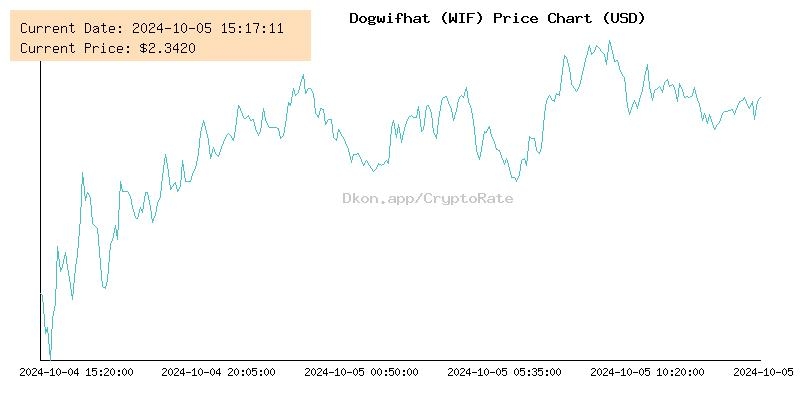 Dogwifhat (WIF) Price Chart (USD)
Current Date: 2024-10-05 15:17:11
Current Price: $2.3420
Dkon.app/CryptoRate
2024-10-04 15:20:00 2024-10-04 20:05:00 2024-10-05 00:50:00 2024-10-05 05:35:00 2024-10-05 10:20:00 2024-10-05